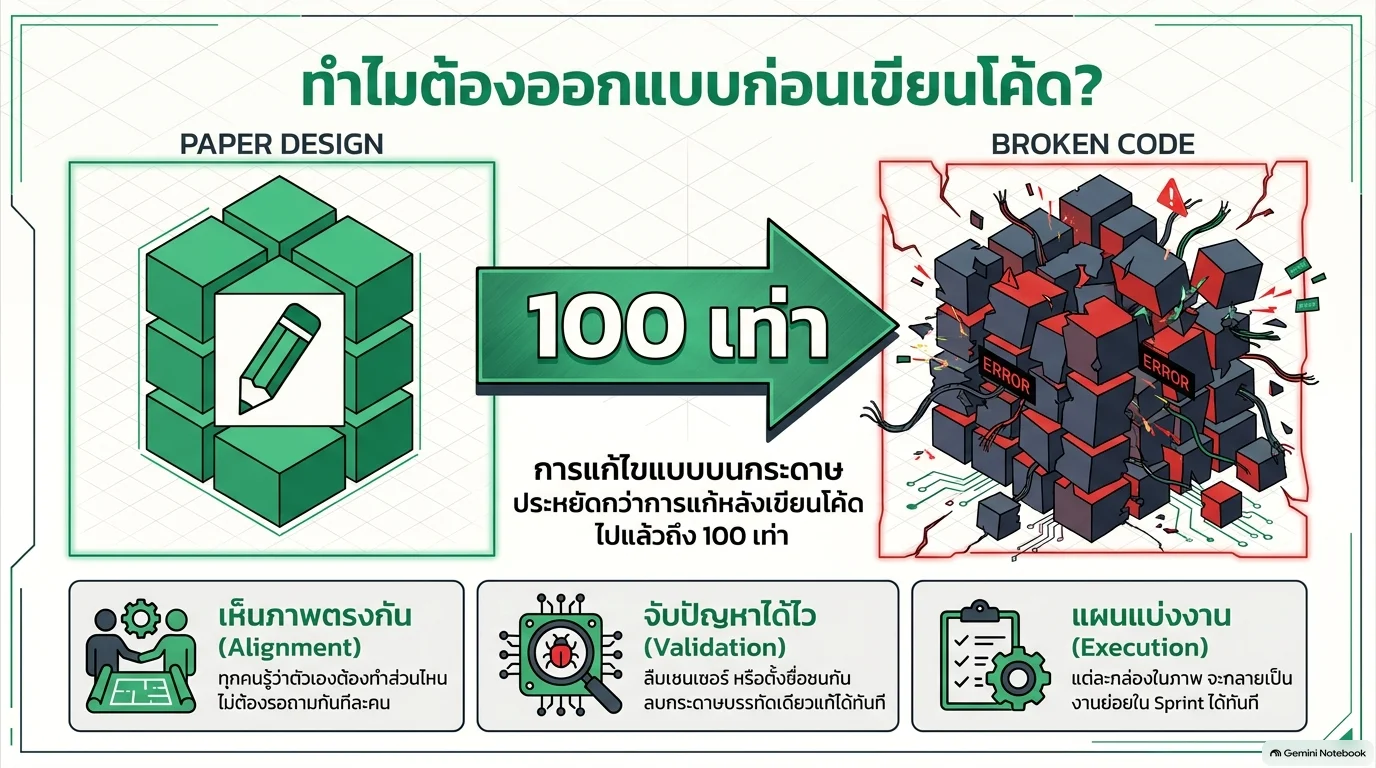 ทำไมต้องออกแบบก่อนเขียนโค้ด?
PAPER DESIGN
BROKEN CODE
100 เท่า
ERROR
ERROR
การแก้ไขแบบบนกระดาษ
ประหยัดกว่าการแก้หลังเขียนโค้ด
ไปแล้วถึง 100 เท่า
เห็นภาพตรงกัน
(Alignment)
ทุกคนรู้ว่าตัวเองต้องทำส่วนไหน
ไม่ต้องรอถามกันทีละคน
จับปัญหาได้ไว
(Validation)
ลืมเซนเซอร์ หรือตั้งชื่อชนกัน
ลบกระดาษบรรทัดเดียวแก้ได้ทันที
แผนแบ่งงาน
(Execution)
แต่ละกล่องในภาพ จะกลายเป็น
งานย่อยใน Sprint ได้ทันที
Gemini Notebook